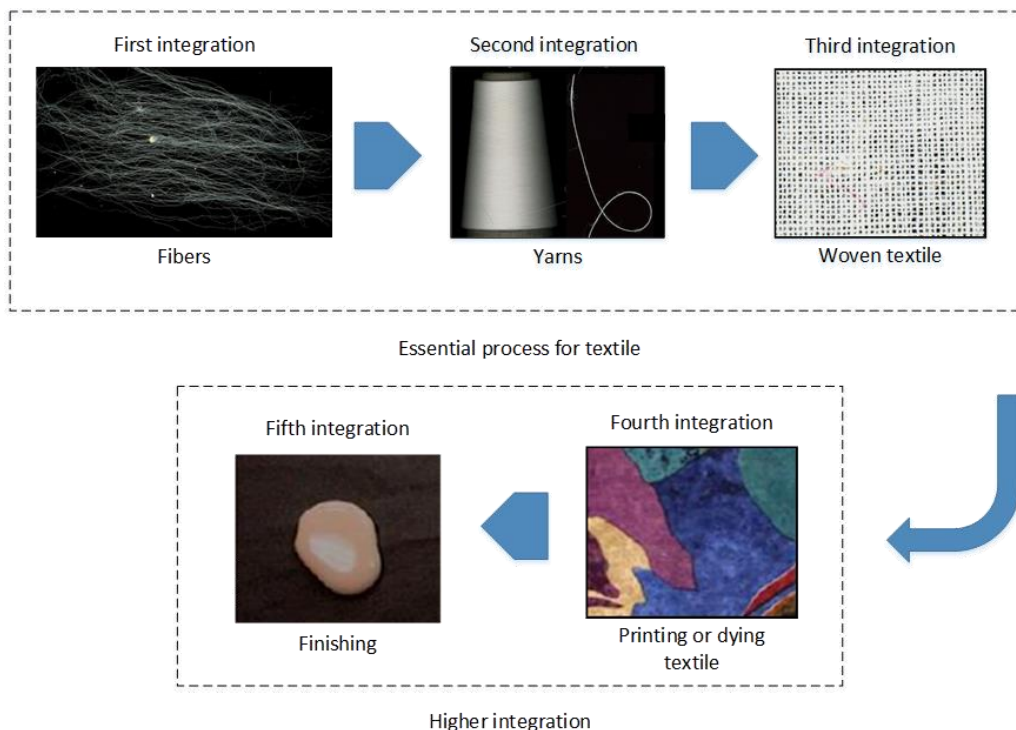 First integration
Second integration
Third integration
Fibers
Yarns
Woven textile
Essential process for textile
Fifth integration
Fourth integration
Finishing
Printing or dying
textile
Higher integration